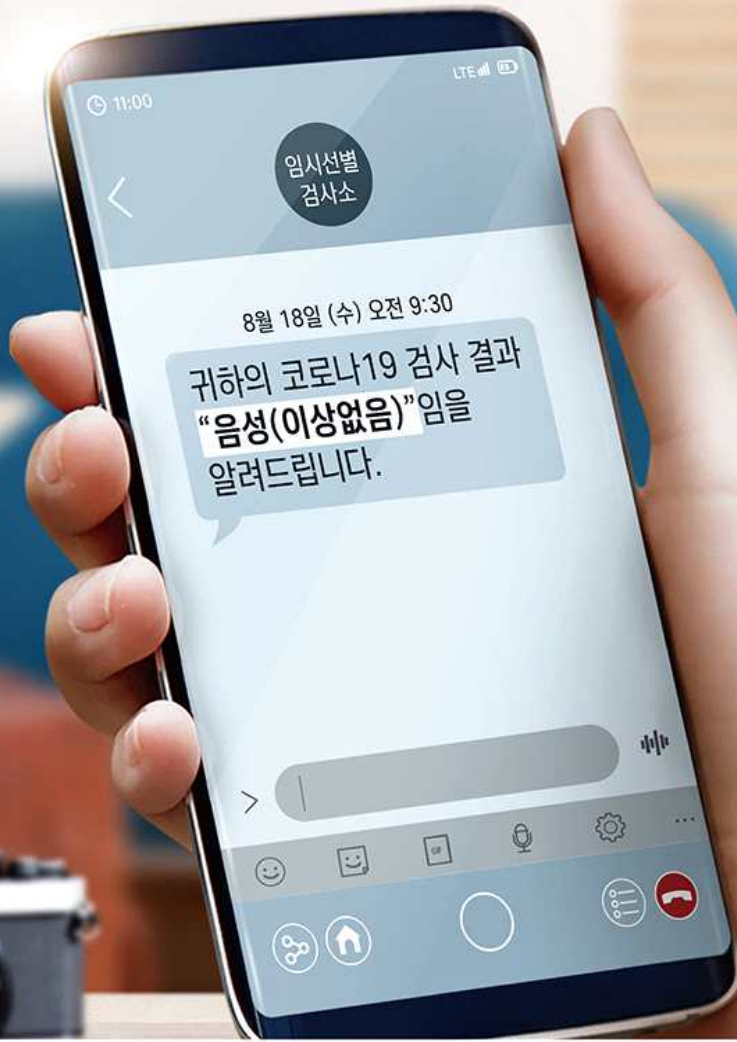 11:00
LTE
임시선별
검사소
8월 18일 (수) 오전 9:30
귀하의 코로나19 검사 결과
“음성(이상없음)”임을
알려드립니다.
GIF